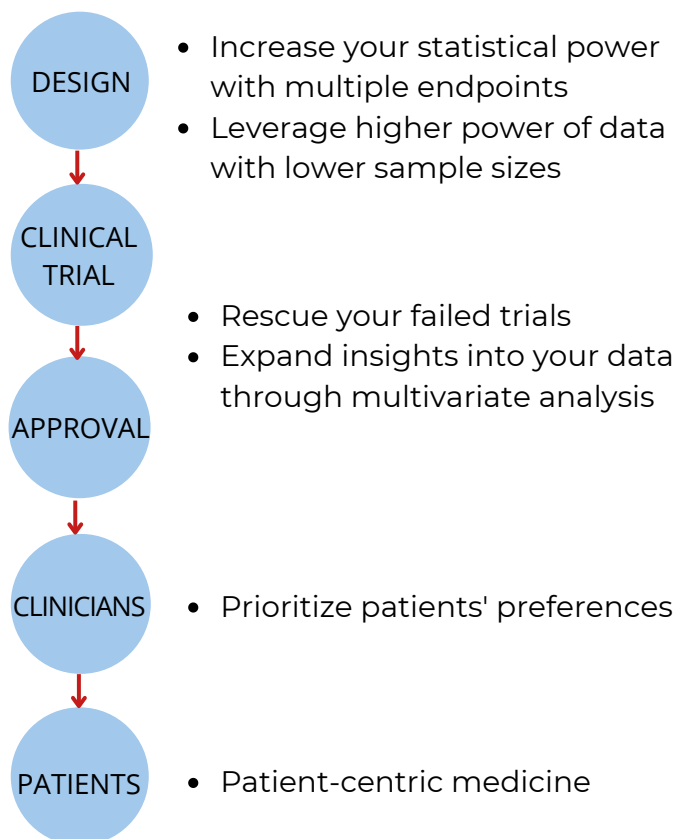 DESIGN
• Increase your statistical power
with multiple endpoints
• Leverage higher power of data
with lower sample sizes
CLINICAL
TRIAL
• Rescue your failed trials
• Expand insights into your data
through multivariate analysis
APPROVAL
CLINICIANS
• Prioritize patients' preferences
PATIENTS
• Patient-centric medicine